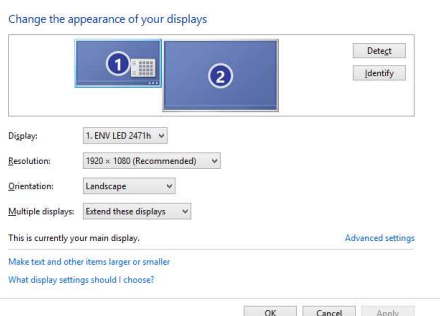 Change the appearance of your displays
1
2
Detect
Identify
Display: 1. ENV LED 2471h
Resolution: 1920 × 1080 (Recommended)
Orientation: Landscape
Multiple displays: Extend these displays
This is currently your main display. Advanced settings
Make text and other items larger or smaller
What display settings should I choose?
OK Cancel Apply